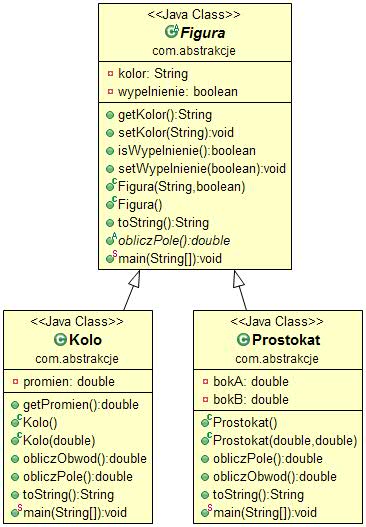 <<Java Class>>
Figura
com.abstrakcje
kolor: String
wypelnienie: boolean
getKolor():String
setKolor(String):void
isWypelnienie():boolean
setWypelnienie(boolean):void
Figura(String,boolean)
Figura()
toString():String
obliczPole():double
main(String[]):void
<<Java Class>>
Kolo
com.abstrakcje
promien: double
getPromien():double
Kolo()
Kolo(double)
obliczObwod():double
obliczPole():double
toString():String
main(String[]):void
<<Java Class>>
Prostokat
com.abstrakcje
bokA: double
bokB: double
Prostokat()
Prostokat(double,double)
obliczPole():double
obliczObwod():double
toString():String
main(String[]):void